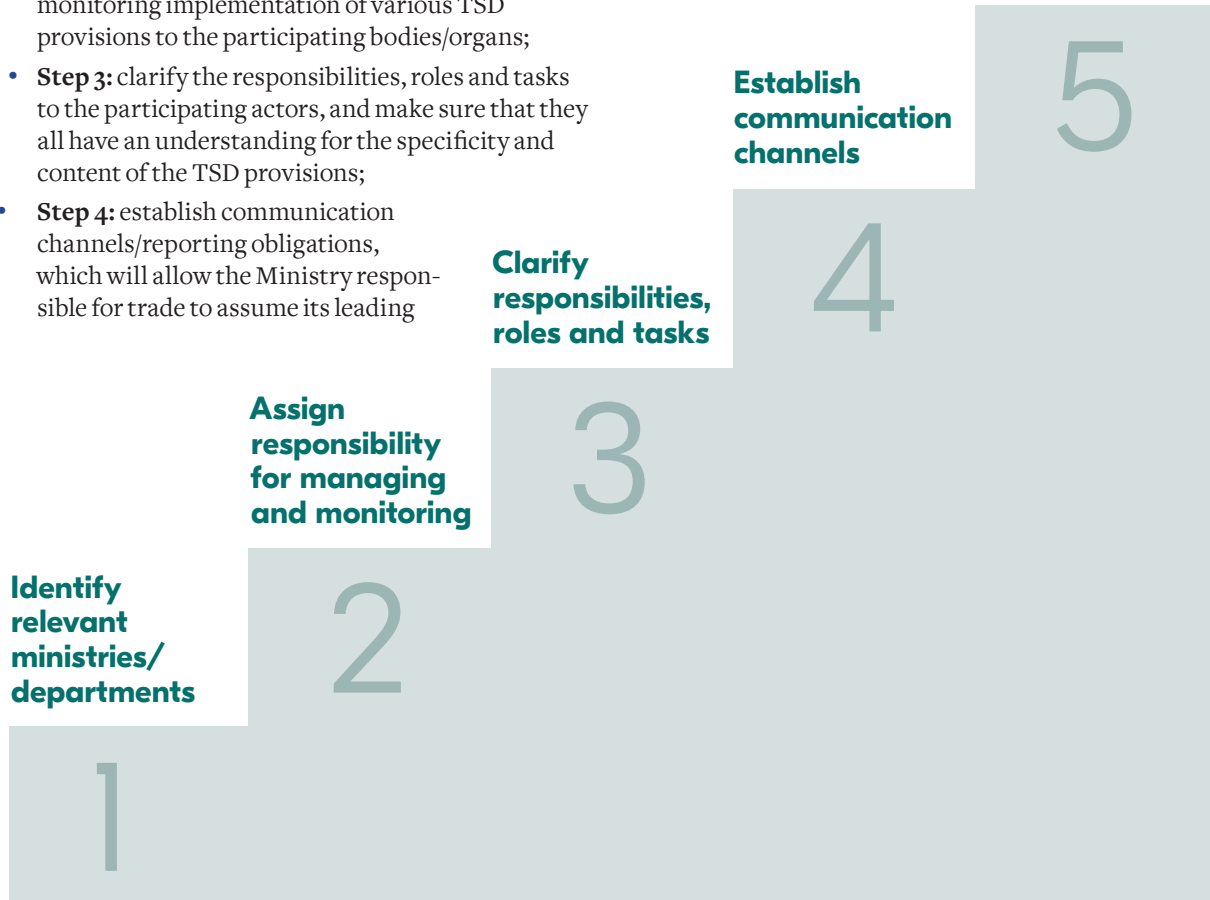 monitoring implementation of various TSD
provisions to the participating bodies/organs;
• Step 3: clarify the responsibilities, roles and tasks
to the participating actors, and make sure that they
all have an understanding for the specificity and
content of the TSD provisions;
• Step 4: establish communication
channels/reporting obligations,
which will allow the Ministry respon-
sible for trade to assume its leading
Establish
communication
channels
5
Clarify
responsibilities,
roles and tasks
4
Assign
responsibility
for managing
and monitoring
3
Identify
relevant
ministries/
departments
2
1